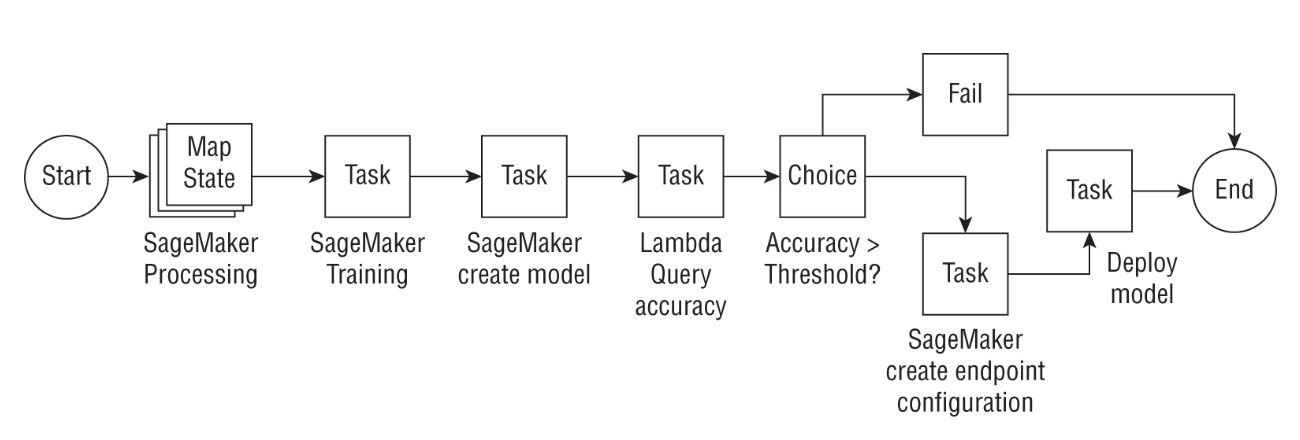 Start
Map
State
SageMaker
Processing
Task
SageMaker
Training
Task
SageMaker
create model
Task
Lambda
Query
accuracy
Choice
Accuracy >
Threshold?
Fail
Task
SageMaker
create endpoint
configuration
Task
Deploy
model
End